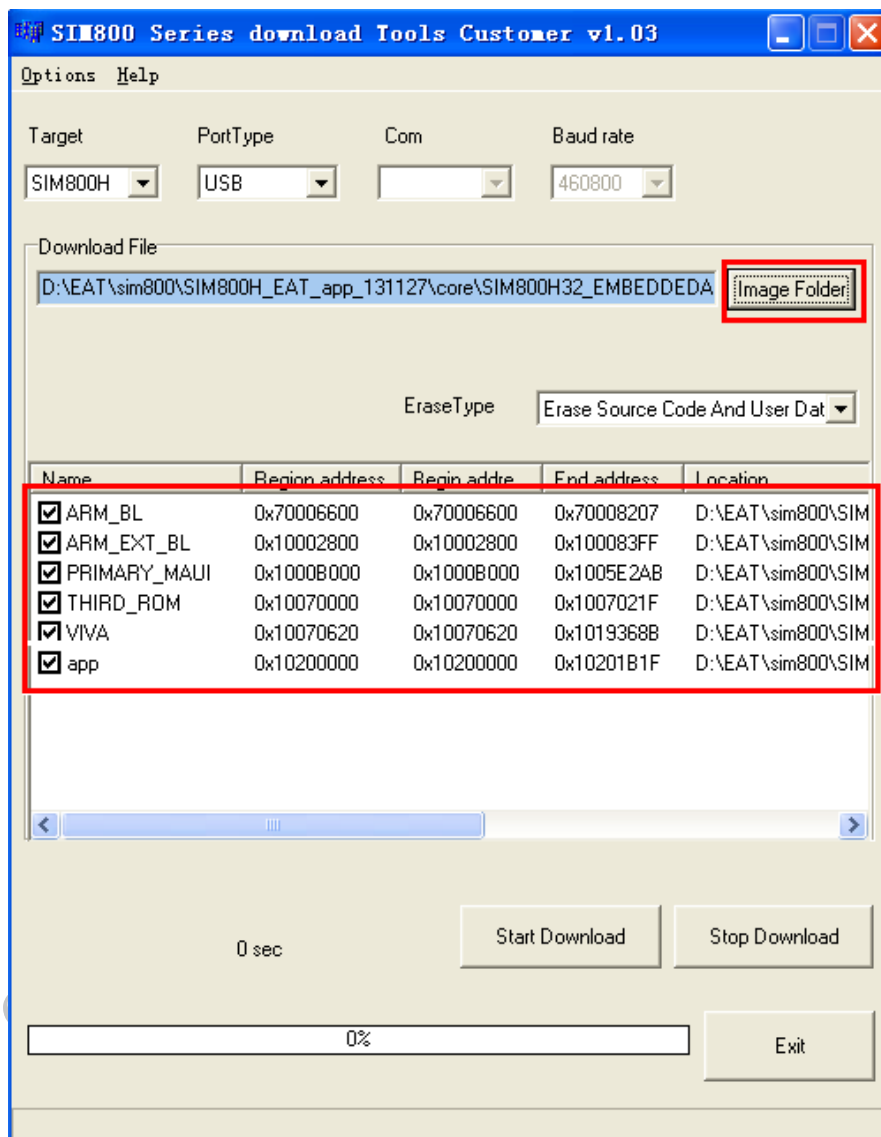 SIM800 Series download Tools Customer v1.03
Options Help
Target PortType Com Baud rate
SIM800H USB 460800
Download File
D:\EAT\sim800\SIM800H_EAT_app_131127\core\SIM800H32_EMBEDDEDA Image Folder
EraseType Erase Source Code And User Dat
Name Region address Begin addre End address Location
ARM_BL 0x70006600 0x70006600 0x70008207 D:\EAT\sim800\SIM
ARM_EXT_BL 0x10002800 0x10002800 0x100083FF D:\EAT\sim800\SIM
PRIMARY_MAUI 0x1000B000 0x1000B000 0x1005E2AB D:\EAT\sim800\SIM
THIRD_ROM 0x10070000 0x10070000 0x1007021F D:\EAT\sim800\SIM
VIVA 0x10070620 0x10070620 0x1019368B D:\EAT\sim800\SIM
app 0x10200000 0x10200000 0x10201B1F D:\EAT\sim800\SIM
0 sec Start Download Stop Download
0% Exit